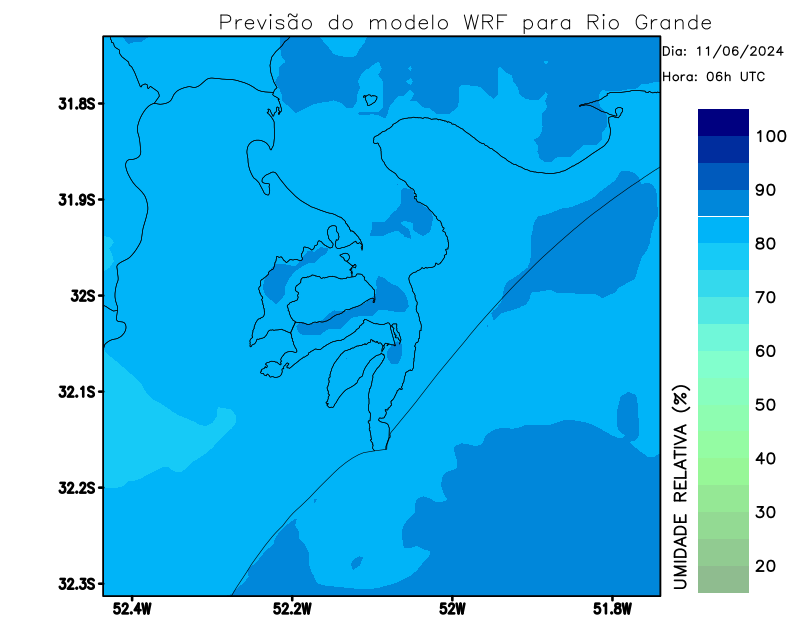 Previsão do modelo WRF para Rio Grande
Dia: 11/06/2024
Hora: 06h UTC
31.8S
31.9S
32S
32.1S
32.2S
32.3S
52.4W
52.2W
52W
51.8W
100
90
80
70
60
50
40
30
20
UMIDADE RELATIVA (%)